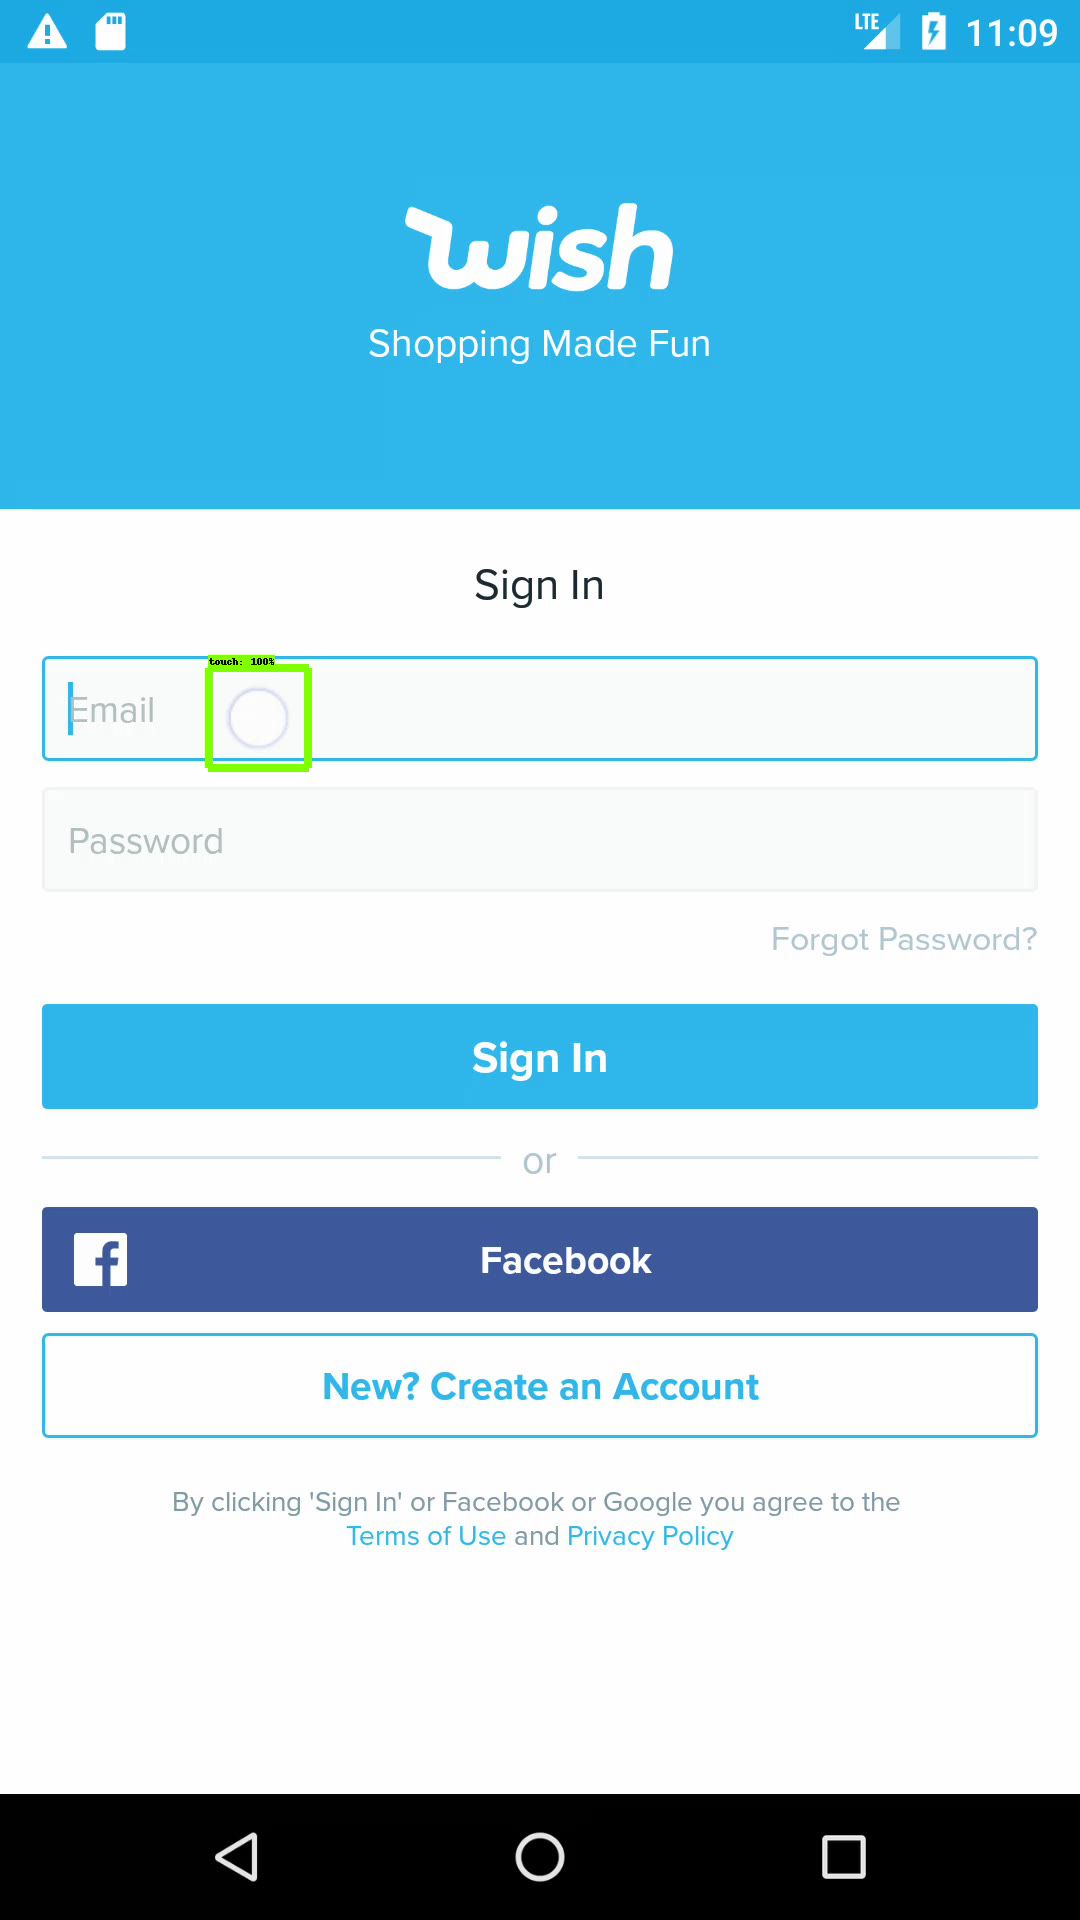 LTE 11:09
wish
Shopping Made Fun
Sign In
touch: 100%
Email
Password
Forgot Password?
Sign In
or
Facebook
New? Create an Account
By clicking 'Sign In' or Facebook or Google you agree to the
Terms of Use and Privacy Policy